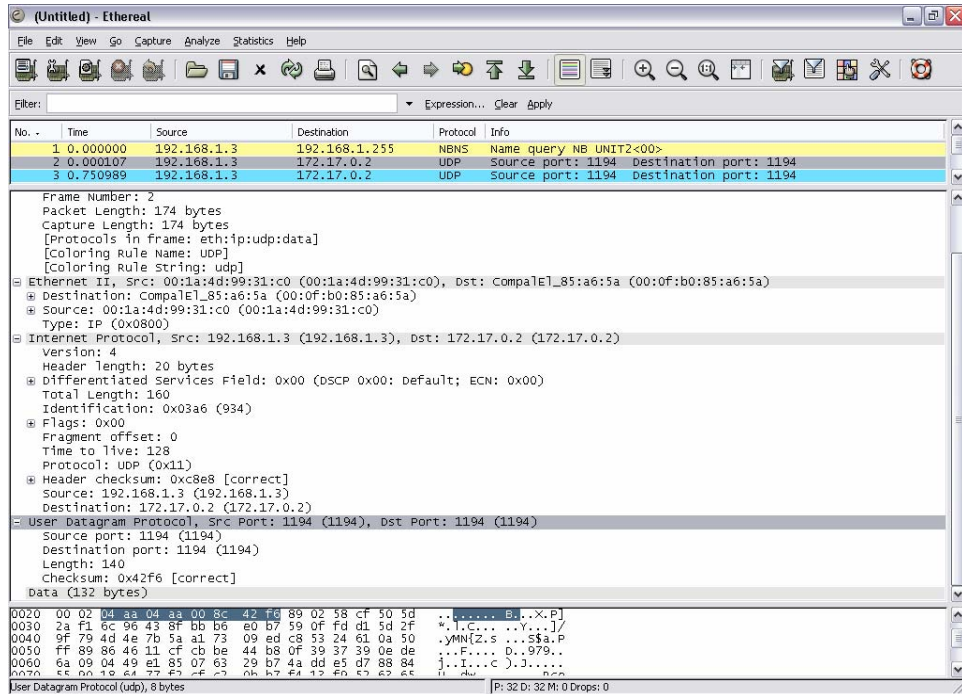 (Untitled) - Ethereal
File Edit View Go Capture Analyze Statistics Help
Filter: Expression... Clear Apply
No. - Time Source Destination Protocol Info
1 0.000000 192.168.1.3 192.168.1.255 NBNS Name query NB UNIT2<00>
2 0.000107 192.168.1.3 172.17.0.2 UDP Source port: 1194 Destination port: 1194
3 0.750989 192.168.1.3 172.17.0.2 UDP Source port: 1194 Destination port: 1194
Frame Number: 2
Packet Length: 174 bytes
Capture Length: 174 bytes
[Protocols in frame: eth:ip:udp:data]
[Coloring Rule Name: UDP]
[Coloring Rule String: udp]
Ethernet II, Src: 00:1a:4d:99:31:c0 (00:1a:4d:99:31:c0), Dst: CompalEl_85:a6:5a (00:0f:b0:85:a6:5a)
Destination: CompalEl_85:a6:5a (00:0f:b0:85:a6:5a)
Source: 00:1a:4d:99:31:c0 (00:1a:4d:99:31:c0)
Type: IP (0x0800)
Internet Protocol, Src: 192.168.1.3 (192.168.1.3), Dst: 172.17.0.2 (172.17.0.2)
Version: 4
Header length: 20 bytes
Differentiated Services Field: 0x00 (DSCP 0x00: Default; ECN: 0x00)
Total Length: 160
Identification: 0x03a6 (934)
Flags: 0x00
Fragment offset: 0
Time to live: 128
Protocol: UDP (0x11)
Header checksum: 0xc8e8 [correct]
Source: 192.168.1.3 (192.168.1.3)
Destination: 172.17.0.2 (172.17.0.2)
User Datagram Protocol, Src Port: 1194 (1194), Dst Port: 1194 (1194)
Source port: 1194 (1194)
Destination port: 1194 (1194)
Length: 140
Checksum: 0x42f6 [correct]
Data (132 bytes)
0020 00 02 04 aa 04 aa 00 8c 42 f6 89 02 58 cf 50 5d ........ B...X.P]
0030 2a f1 6c 96 43 8f bb b6 e0 b7 59 0f fd d1 5d 2f *.l.C... ..Y...]/
0040 9f 79 4d 4e 7b 5a a1 73 09 ed c8 53 24 61 0a 50 .yMN{Z.s ...S$a.P
0050 ff 89 86 46 11 cf cb be 44 b8 0f 39 37 39 0e de ...F.... D..979..
0060 6a 09 04 49 e1 85 07 63 29 b7 4a dd e5 d7 88 84 j..I...c ).J.....
User Datagram Protocol (udp), 8 bytes P: 32 D: 32 M: 0 Drops: 0